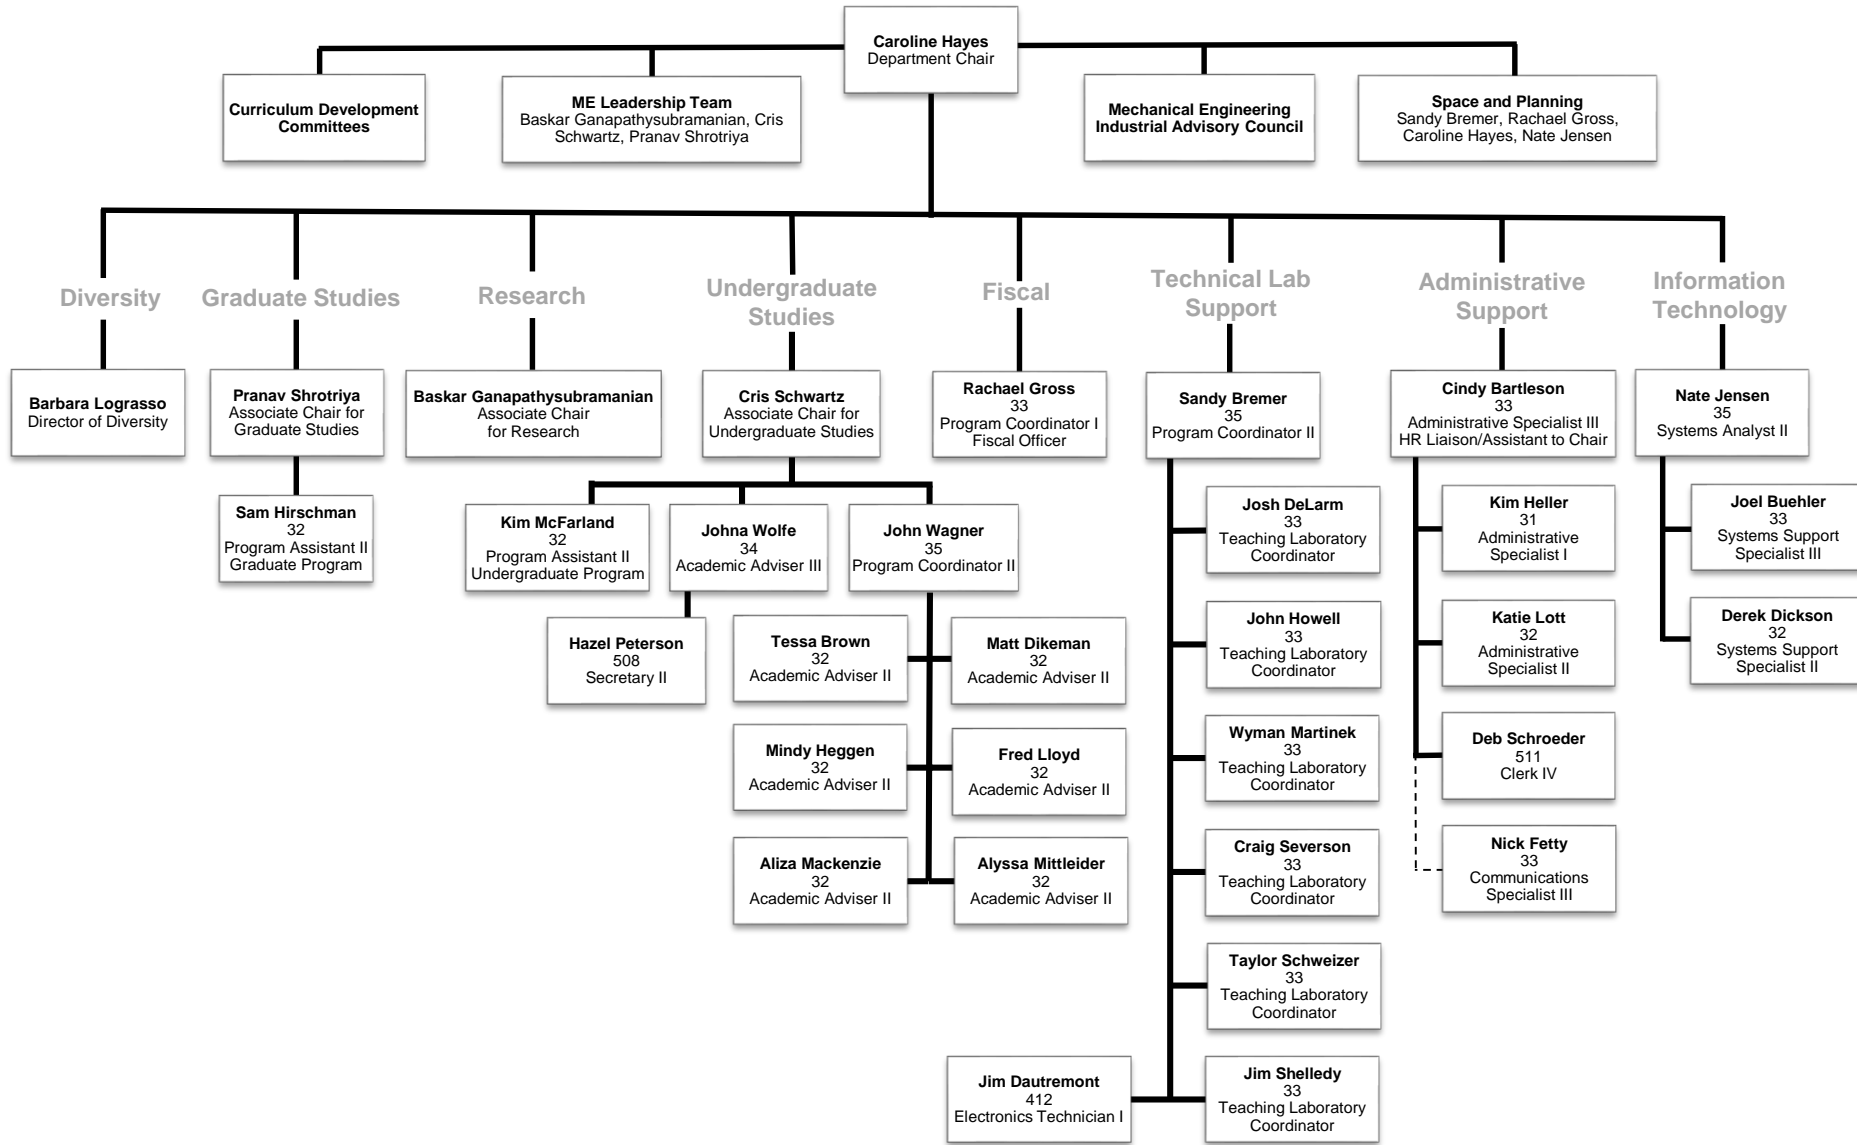 Caroline Hayes
Department Chair
Curriculum Development
Committees
ME Leadership Team
Baskar Ganapathysubramanian, Cris
Schwartz, Pranav Shrotriya
Mechanical Engineering
Industrial Advisory Council
Space and Planning
Sandy Bremer, Rachael Gross,
Caroline Hayes, Nate Jensen
Diversity
Graduate Studies
Research
Undergraduate
Studies
Fiscal
Technical Lab
Support
Administrative
Support
Information
Technology
Barbara Lograsso
Director of Diversity
Pranav Shrotriya
Associate Chair for
Graduate Studies
Baskar Ganapathysubramanian
Associate Chair
for Research
Cris Schwartz
Associate Chair for
Undergraduate Studies
Rachael Gross
33
Program Coordinator I
Fiscal Officer
Sandy Bremer
35
Program Coordinator II
Cindy Bartleson
33
Administrative Specialist III
HR Liaison/Assistant to Chair
Nate Jensen
35
Systems Analyst II
Sam Hirschman
32
Program Assistant II
Graduate Program
Kim McFarland
32
Program Assistant II
Undergraduate Program
Johna Wolfe
34
Academic Adviser III
John Wagner
35
Program Coordinator II
Hazel Peterson
508
Secretary II
Tessa Brown
32
Academic Adviser II
Matt Dikeman
32
Academic Adviser II
Mindy Heggen
32
Academic Adviser II
Fred Lloyd
32
Academic Adviser II
Aliza Mackenzie
32
Academic Adviser II
Alyssa Mittleider
32
Academic Adviser II
Josh DeLarm
33
Teaching Laboratory
Coordinator
John Howell
33
Teaching Laboratory
Coordinator
Wyman Martinek
33
Teaching Laboratory
Coordinator
Craig Severson
33
Teaching Laboratory
Coordinator
Taylor Schweizer
33
Teaching Laboratory
Coordinator
Jim Dautremont
412
Electronics Technician I
Jim Shelledy
33
Teaching Laboratory
Coordinator
Kim Heller
31
Administrative
Specialist I
Katie Lott
32
Administrative
Specialist II
Deb Schroeder
511
Clerk IV
Nick Fetty
33
Communications
Specialist III
Joel Buehler
33
Systems Support
Specialist III
Derek Dickson
32
Systems Support
Specialist II